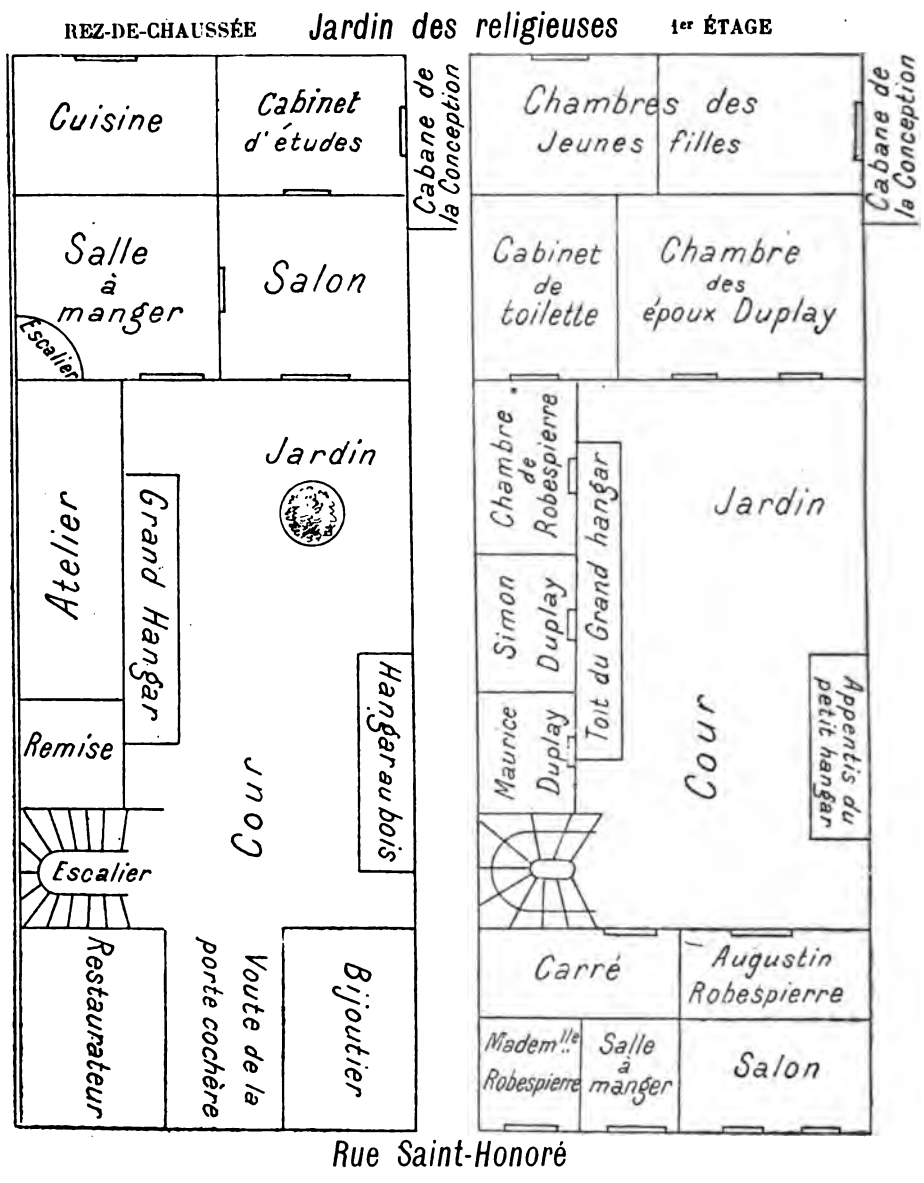 REZ-DE-CHAUSSÉE
Jardin des religieuses
1er ÉTAGE
Cuisine
Cabinet
d'études
Cabane de
la Conception
Salle
à
manger
Salon
Escalier
Atelier
Grand Hangar
Jardin
Remise
Cour
Hangar au bois
Escalier
Restaurateur
Voute de la
porte cochère
Bijoutier
Chambres des
Jeunes filles
Cabane de
la Conception
Cabinet
de
toilette
Chambre
des
époux Duplay
Chambre
de
Robespierre
Toit du Grand hangar
Jardin
Simon
Duplay
Maurice
Duplay
Cour
Appentis du
petit hangar
Carré
Augustin
Robespierre
Madem.lle
Robespierre
Salle
à
manger
Salon
Rue Saint-Honoré